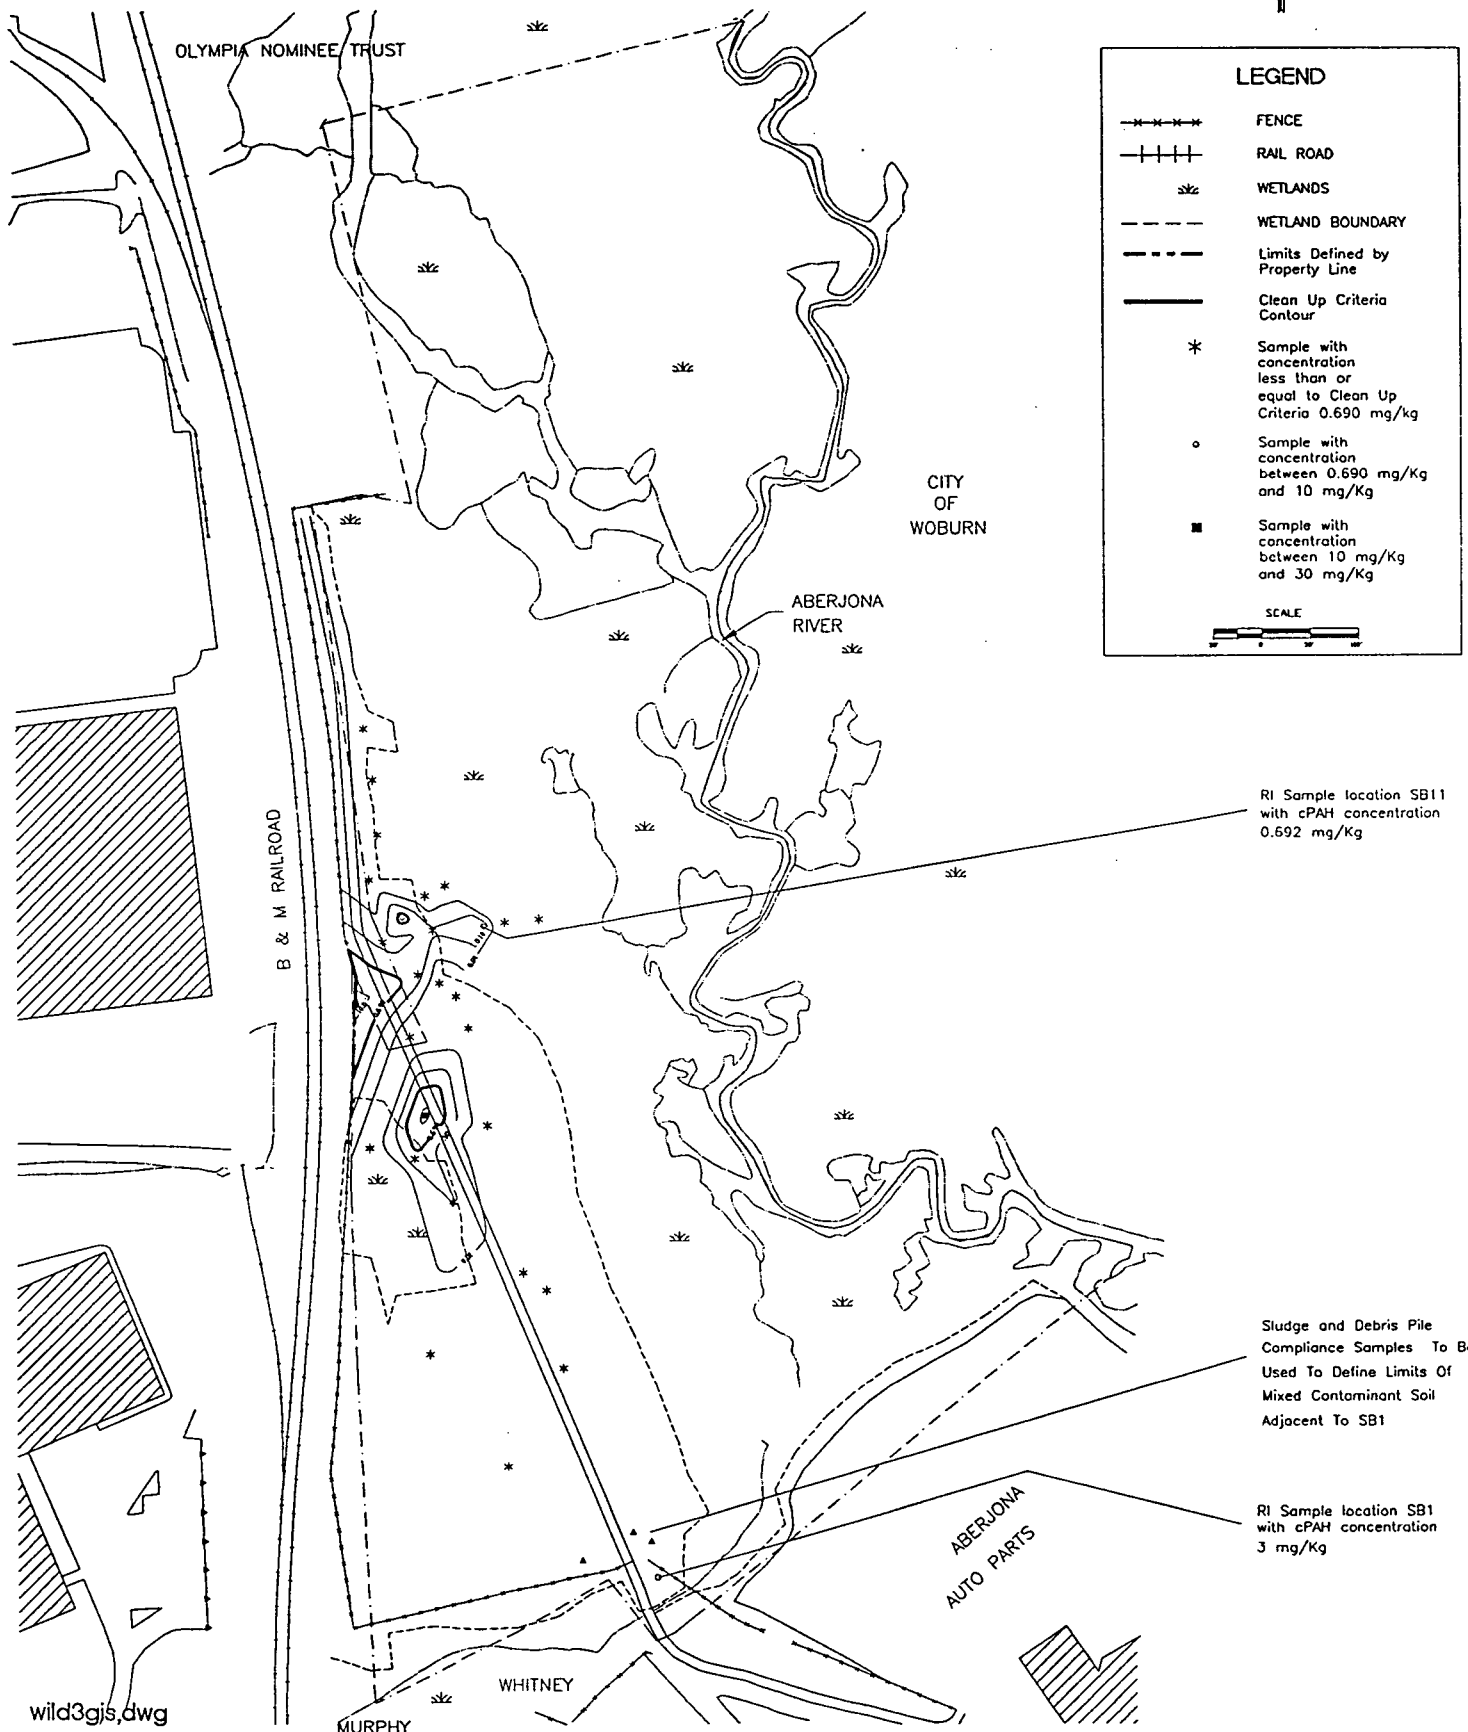 OLYMPIA NOMINEE TRUST
LEGEND
FENCE
RAIL ROAD
WETLANDS
WETLAND BOUNDARY
Limits Defined by
Property Line
Clean Up Criteria
Contour
Sample with
concentration
less than or
equal to Clean Up
Criteria 0.690 mg/kg
Sample with
concentration
between 0.690 mg/Kg
and 10 mg/Kg
Sample with
concentration
between 10 mg/Kg
and 30 mg/Kg
SCALE
CITY
OF
WOBURN
ABERJONA
RIVER
B & M RAILROAD
RI Sample location SB11
with cPAH concentration
0.692 mg/Kg
Sludge and Debris Pile
Compliance Samples To B
Used To Define Limits Of
Mixed Contaminant Soil
Adjacent To SB1
RI Sample location SB1
with cPAH concentration
3 mg/Kg
ABERJONA
AUTO PARTS
WHITNEY
MURPHY
wild3gjs,dwg